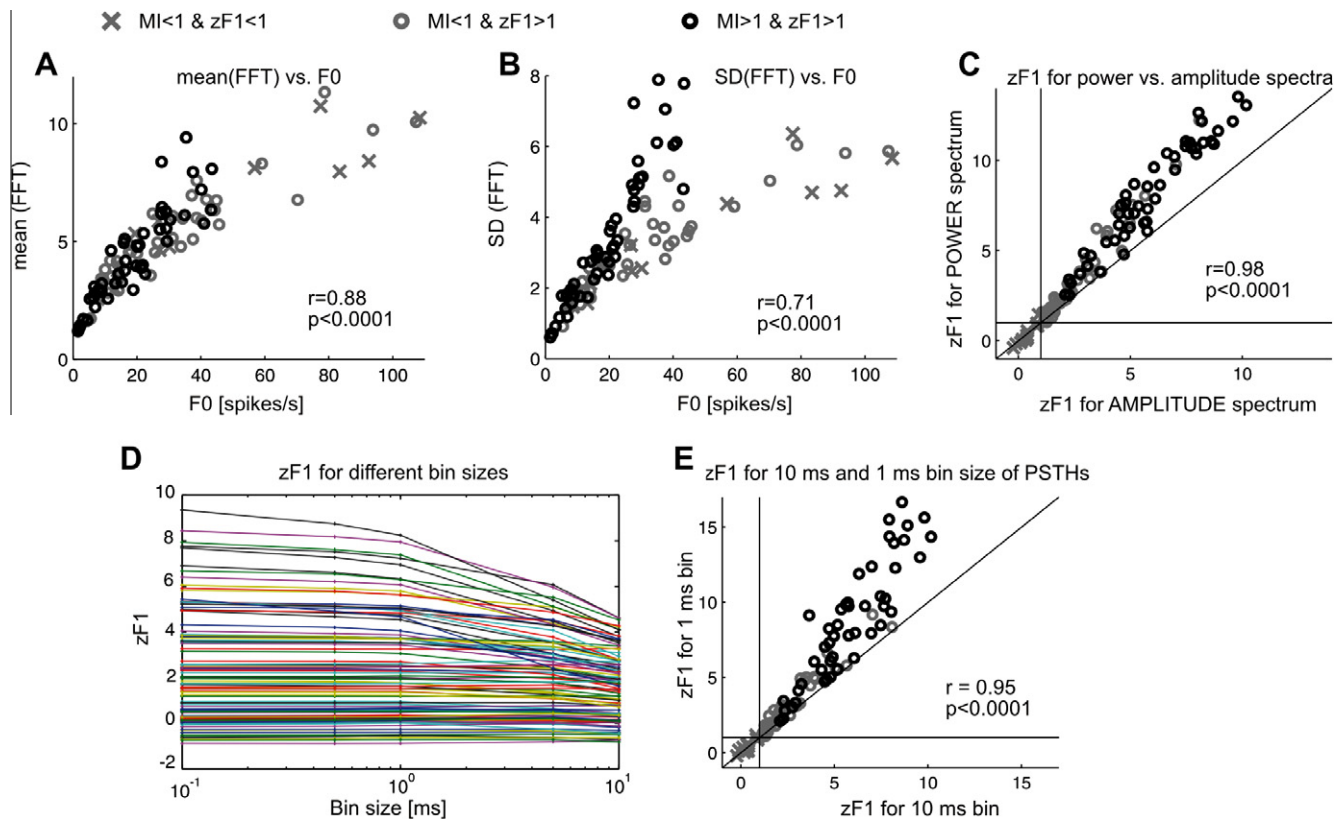 MI<1 & zF1<1 MI<1 & zF1>1 MI>1 & zF1>1
A
mean(FFT) vs. F0
mean (FFT)
10
5
0
r=0.88
p<0.0001
0 20 40 60 80 100
F0 [spikes/s]
B
SD(FFT) vs. F0
SD (FFT)
8
6
4
2
0
r=0.71
p<0.0001
0 20 40 60 80 100
F0 [spikes/s]
C
zF1 for power vs. amplitude spectra
zF1 for POWER spectrum
10
5
0
r=0.98
p<0.0001
0 5 10
zF1 for AMPLITUDE spectrum
D
zF1 for different bin sizes
zF1
10
8
6
4
2
0
-2
10-1 100 101
Bin size [ms]
E
zF1 for 10 ms and 1 ms bin size of PSTHs
zF1 for 1 ms bin
15
10
5
0
r = 0.95
p<0.0001
0 5 10 15
zF1 for 10 ms bin